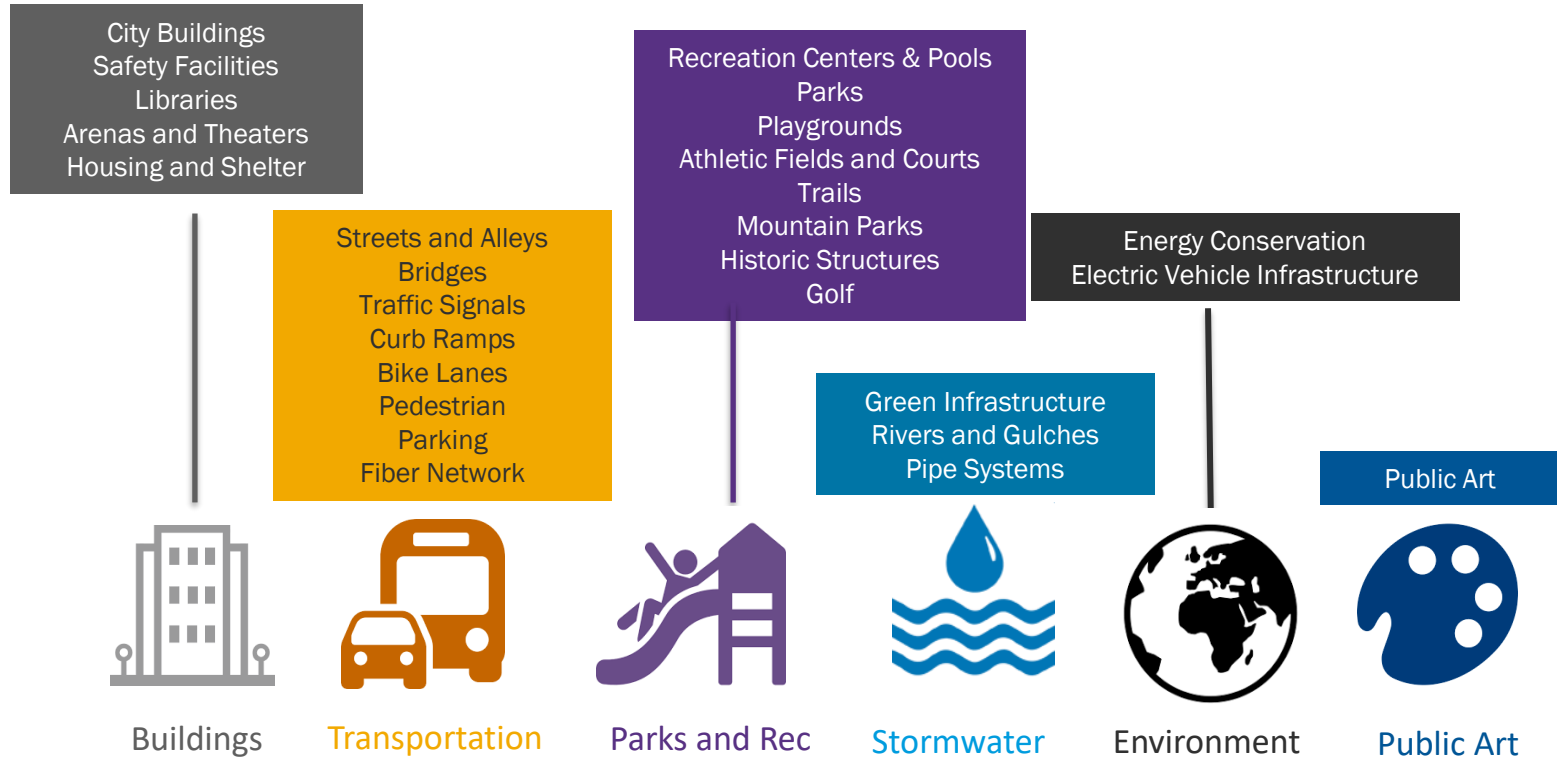 City Buildings
Safety Facilities
Libraries
Arenas and Theaters
Housing and Shelter
Streets and Alleys
Bridges
Traffic Signals
Curb Ramps
Bike Lanes
Pedestrian
Parking
Fiber Network
Recreation Centers & Pools
Parks
Playgrounds
Athletic Fields and Courts
Trails
Mountain Parks
Historic Structures
Golf
Green Infrastructure
Rivers and Gulches
Pipe Systems
Energy Conservation
Electric Vehicle Infrastructure
Public Art
Buildings
Transportation
Parks and Rec
Stormwater
Environment
Public Art